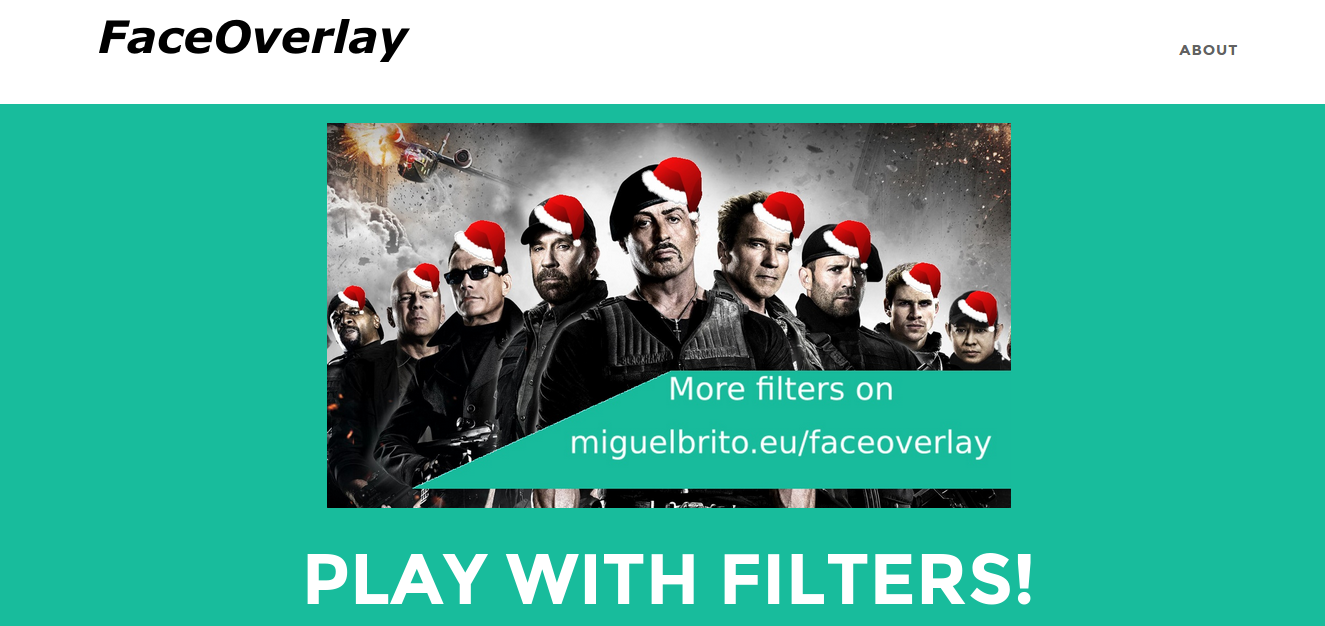 FaceOverlay
ABOUT
More filters on
miguelbrito.eu/faceoverlay
PLAY WITH FILTERS!